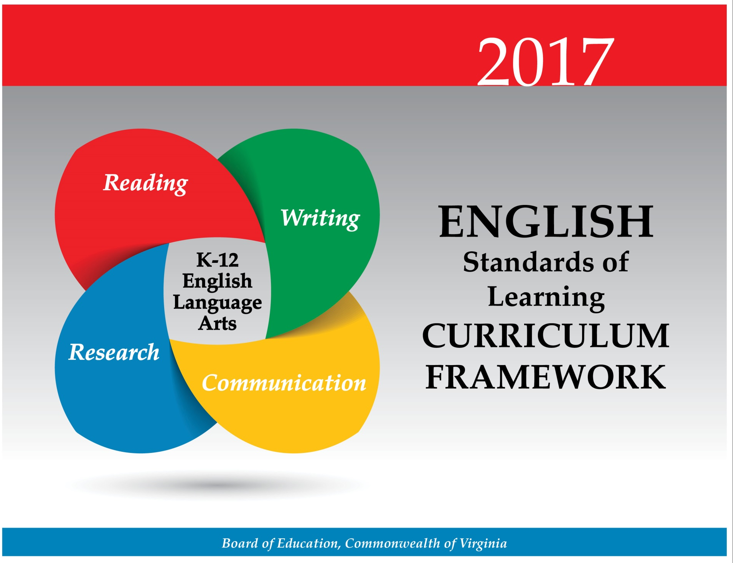 2017
Reading
Writing
K-12
English
Language
Arts
Research
Communication
ENGLISH
Standards of
Learning
CURRICULUM
FRAMEWORK
Board of Education, Commonwealth of Virginia